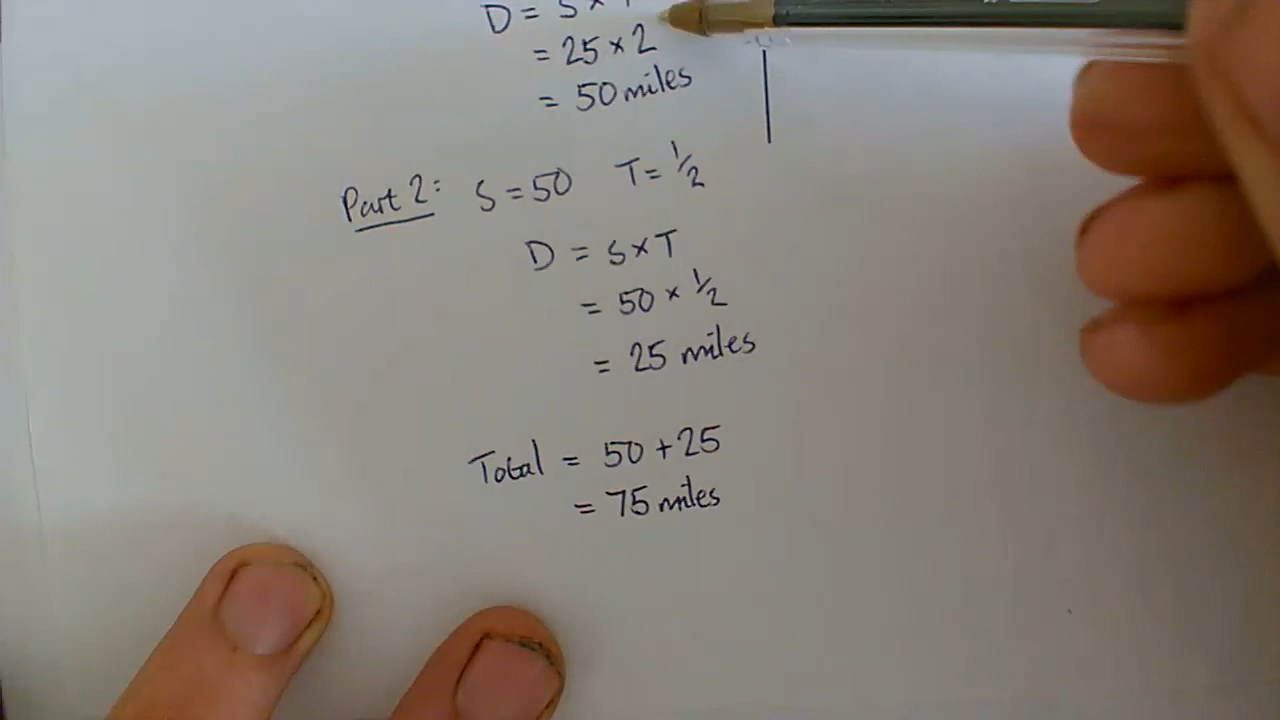 D = S ×
= 25 × 2
= 50 miles
Part 2: S = 50 T = 1/2
D = S × T
= 50 × 1/2
= 25 miles
Total = 50 + 25
= 75 miles